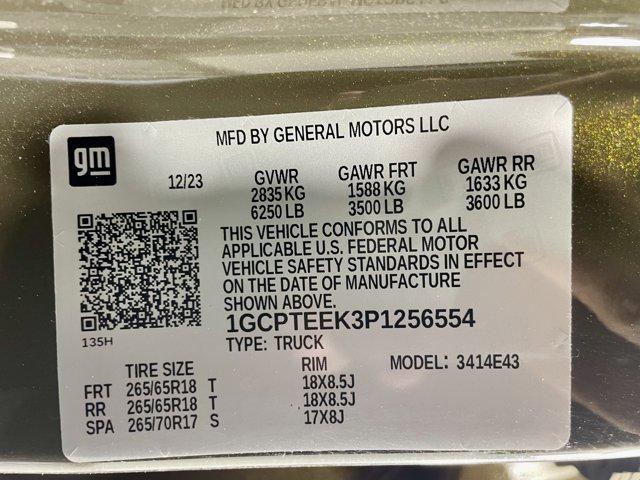 MFD BY GENERAL MOTORS LLC
gm
12/23
GVWR GAWR FRT GAWR RR
2835 KG 1588 KG 1633 KG
6250 LB 3500 LB 3600 LB
THIS VEHICLE CONFORMS TO ALL
APPLICABLE U.S. FEDERAL MOTOR
VEHICLE SAFETY STANDARDS IN EFFECT
ON THE DATE OF MANUFACTURE
SHOWN ABOVE.
1GCPTEEK3P1256554
135H
TYPE: TRUCK
TIRE SIZE RIM MODEL: 3414E43
FRT 265/65R18 T 18X8.5J
RR 265/65R18 T 18X8.5J
SPA 265/70R17 S 17X8J